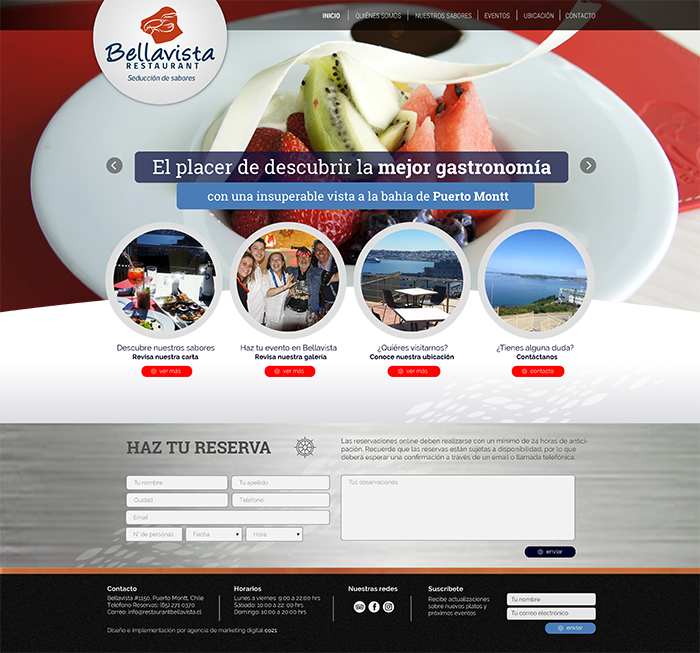 INICIO QUIÉNES SOMOS NUESTROS SABORES EVENTOS UBICACIÓN CONTACTO
Bellavista
RESTAURANT
Seducción de sabores
El placer de descubrir la mejor gastronomía
con una insuperable vista a la bahía de Puerto Montt
Descubre nuestros sabores
Revisa nuestra carta
ver más
Haz tu evento en Bellavista
Revisa nuestra galería
ver más
¿Quiéres visitarnos?
Conoce nuestra ubicación
ver más
¿Tienes alguna duda?
Contáctanos
contacto
HAZ TU RESERVA
Las reservaciones online deben realizarse con un mínimo de 24 horas de antici-
pación. Recuerde que las reservas están sujetas a disponibilidad, por lo que
deberá esperar una confirmación a través de un email o llamada telefónica.
Tu nombre
Tu apellido
Ciudad
Teléfono
Email
N° de personas
Fecha
Hora
Tus observaciones
enviar
Contacto
Bellavista #1150, Puerto Montt, Chile
Teléfono Reservas: (65) 271 0370
Correo: info@restaurantbellavista.cl
Horarios
Lunes a viernes: 9:00 a 22:00 hrs
Sábado: 10:00 a 22: 00 hrs
Domingo: 10:00 a 20:00 hrs
Nuestras redes
Suscríbete
Recibe actualizaciones
sobre nuevos platos y
próximos eventos
Tu nombre
Tu correo electrónico
enviar
Diseño e implementación por agencia de marketing digital co21